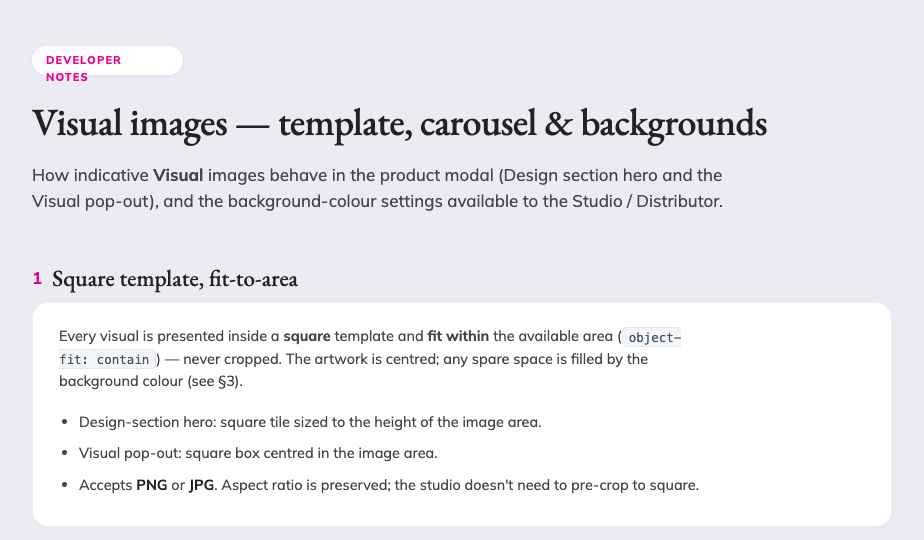 DEVELOPER
NOTES
Visual images — template, carousel & backgrounds
How indicative Visual images behave in the product modal (Design section hero and the
Visual pop-out), and the background-colour settings available to the Studio / Distributor.
1 Square template, fit-to-area
Every visual is presented inside a square template and fit within the available area ( object-
fit: contain ) — never cropped. The artwork is centred; any spare space is filled by the
background colour (see §3).
• Design-section hero: square tile sized to the height of the image area.
• Visual pop-out: square box centred in the image area.
• Accepts PNG or JPG. Aspect ratio is preserved; the studio doesn't need to pre-crop to square.